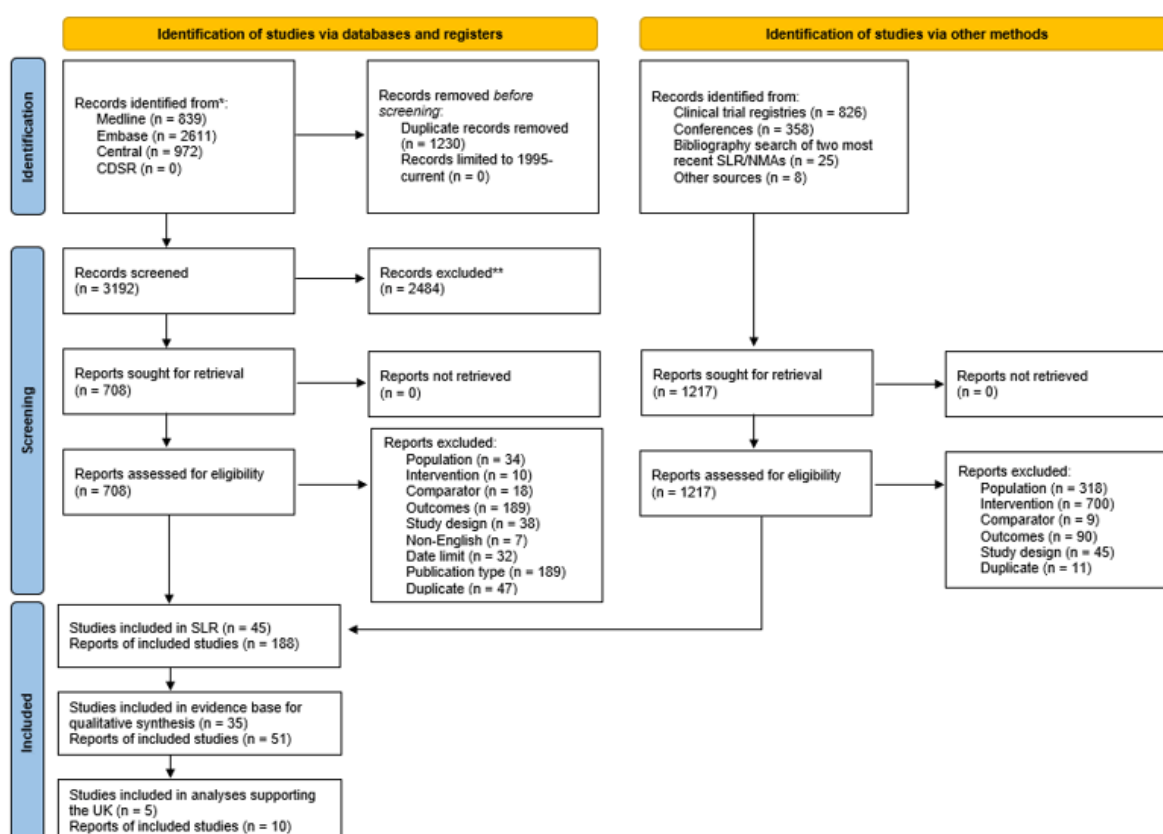 Identification of studies via databases and registers
Identification of studies via other methods
Identification
Records identified from*:
Medline (n = 839)
Embase (n = 2611)
Central (n = 972)
CDSR (n = 0)
Records removed before
screening:
Duplicate records removed
(n = 1230)
Records limited to 1995-
current (n = 0)
Records identified from:
Clinical trial registries (n = 826)
Conferences (n = 358)
Bibliography search of two most
recent SLR/NMAs (n = 25)
Other sources (n = 8)
Screening
Records screened
(n = 3192)
Records excluded**
(n = 2484)
Reports sought for retrieval
(n = 708)
Reports not retrieved
(n = 0)
Reports sought for retrieval
(n = 1217)
Reports not retrieved
(n = 0)
Reports assessed for eligibility
(n = 708)
Reports excluded:
Population (n = 34)
Intervention (n = 10)
Comparator (n = 18)
Outcomes (n = 189)
Study design (n = 38)
Non-English (n = 7)
Date limit (n = 32)
Publication type (n = 189)
Duplicate (n = 47)
Reports assessed for eligibility
(n = 1217)
Reports excluded:
Population (n = 318)
Intervention (n = 700)
Comparator (n = 9)
Outcomes (n = 90)
Study design (n = 45)
Duplicate (n = 11)
Included
Studies included in SLR (n = 45)
Reports of included studies (n = 188)
Studies included in evidence base for
qualitative synthesis (n = 35)
Reports of included studies (n = 51)
Studies included in analyses supporting
the UK (n = 5)
Reports of included studies (n = 10)